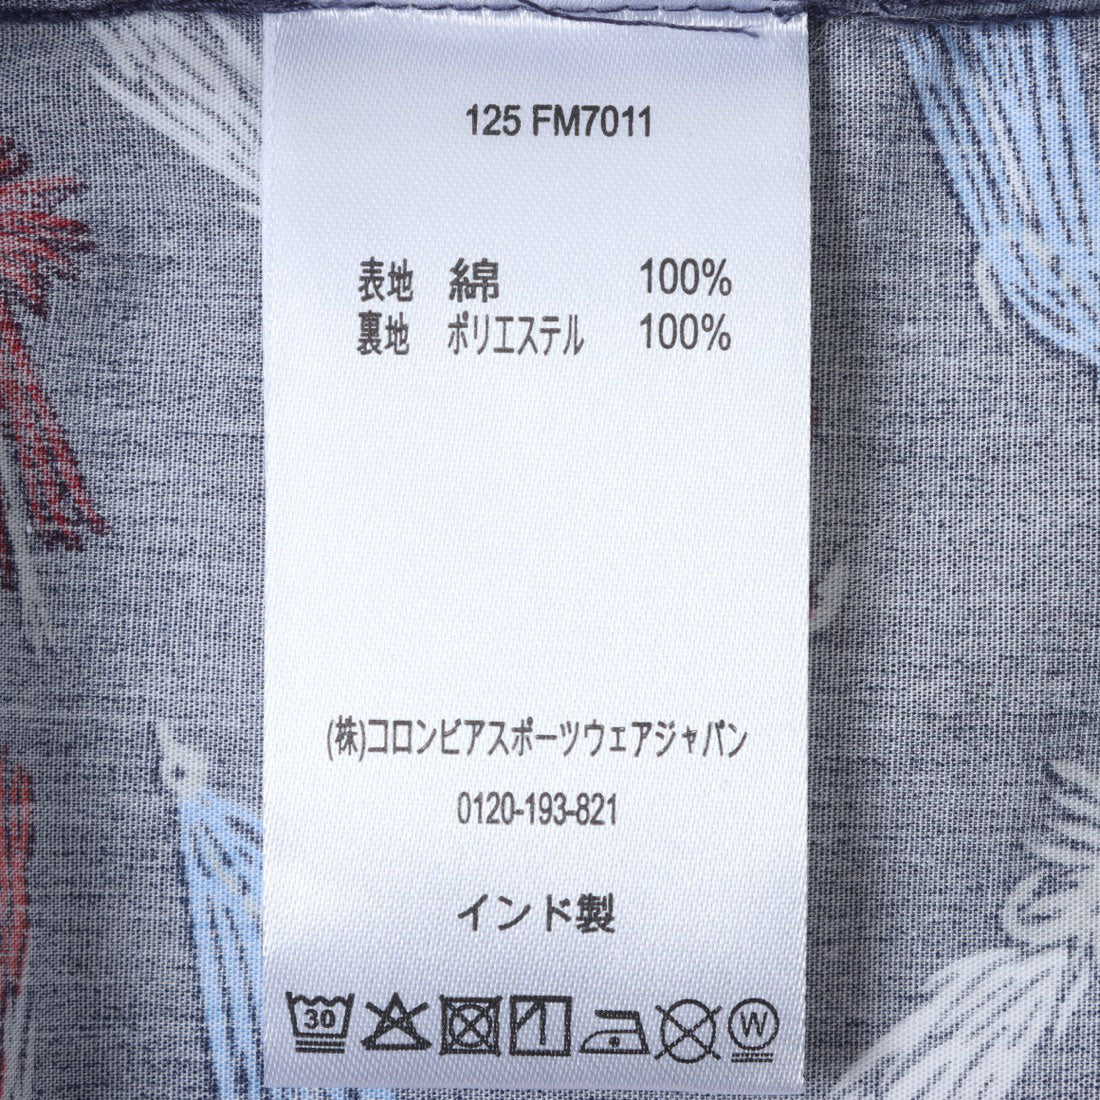 125 FM7011
表地 綿 100%
裏地 ポリエステル 100%
(株)コロンビアスポーツウェアジャパン
0120-193-821
インド製
30 W